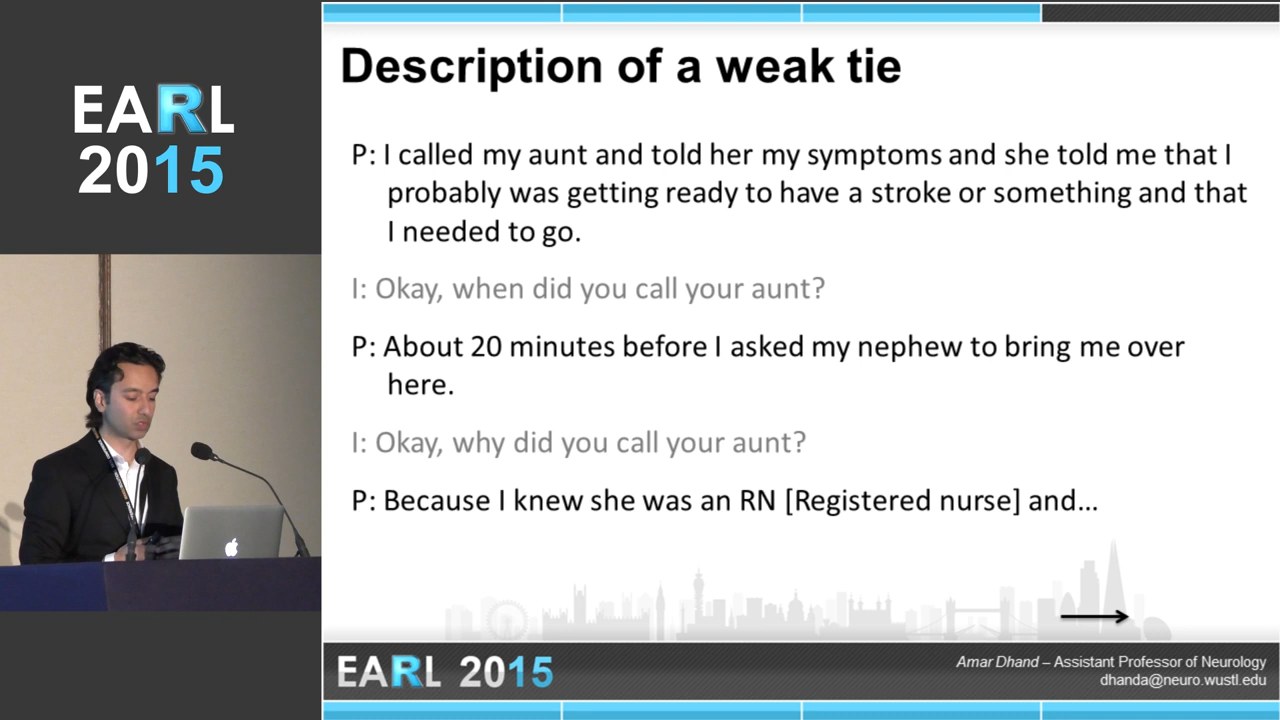 EARL
2015
Description of a weak tie
P: I called my aunt and told her my symptoms and she told me that I
probably was getting ready to have a stroke or something and that
I needed to go.
I: Okay, when did you call your aunt?
P: About 20 minutes before I asked my nephew to bring me over
here.
I: Okay, why did you call your aunt?
P: Because I knew she was an RN [Registered nurse] and…
EARL 2015
Amar Dhand – Assistant Professor of Neurology
dhanda@neuro.wustl.edu